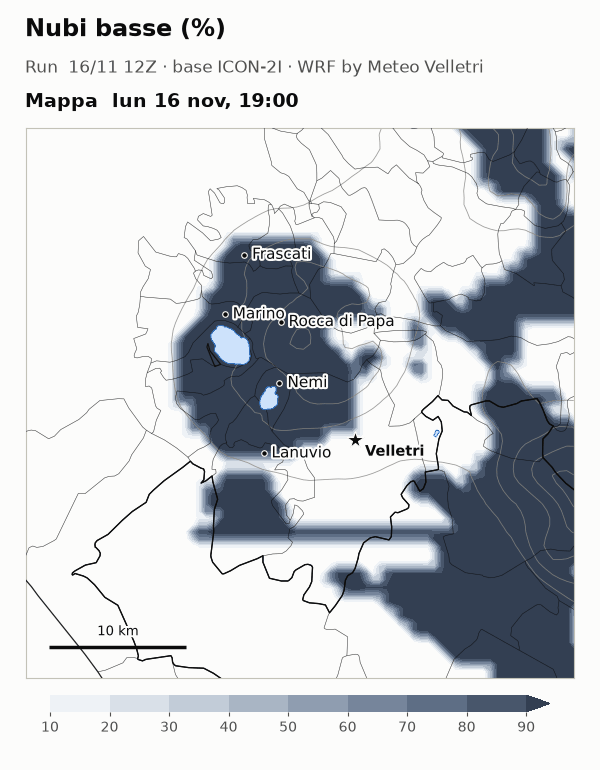 Nubi basse (%)
Run  16/11 12Z · base ICON-2I · WRF by Meteo Velletri
Mappa  lun 16 nov, 19:00
Frascati
Marino
Rocca di Papa
Nemi
Velletri
Lanuvio
10 km
10 20 30 40 50 60 70 80 90